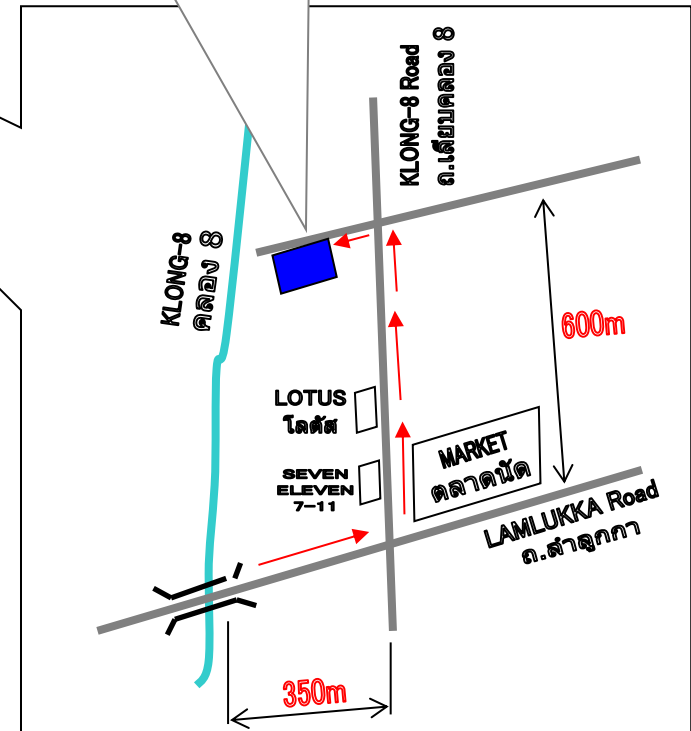 KLONG-8 Road
ถ.เลียบคลอง 8
KLONG-8
คลอง 8
600m
LOTUS
โลตัส
MARKET
ตลาดนัด
SEVEN
ELEVEN
7-11
LAMLUKKA Road
ถ.ลำลูกกา
350m